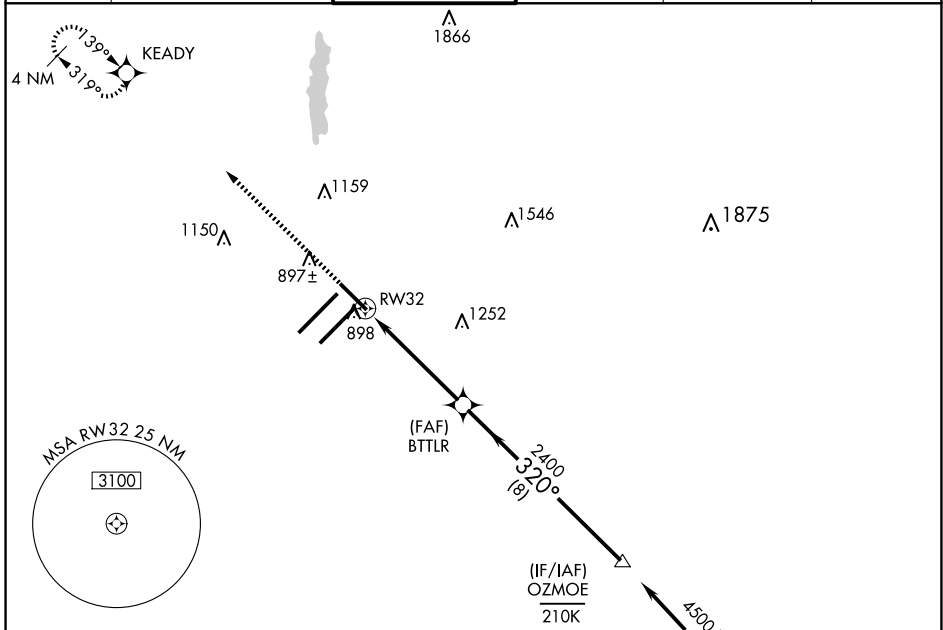 1866
139°
KEADY
4 NM
319°
1159
1546
1875
1150
897±
RW32
898
1252
(FAF)
BTTLR
MSA RW32 25 NM
3100
2400
320°
(8)
(IF/IAF)
OZMOE
210K
4500